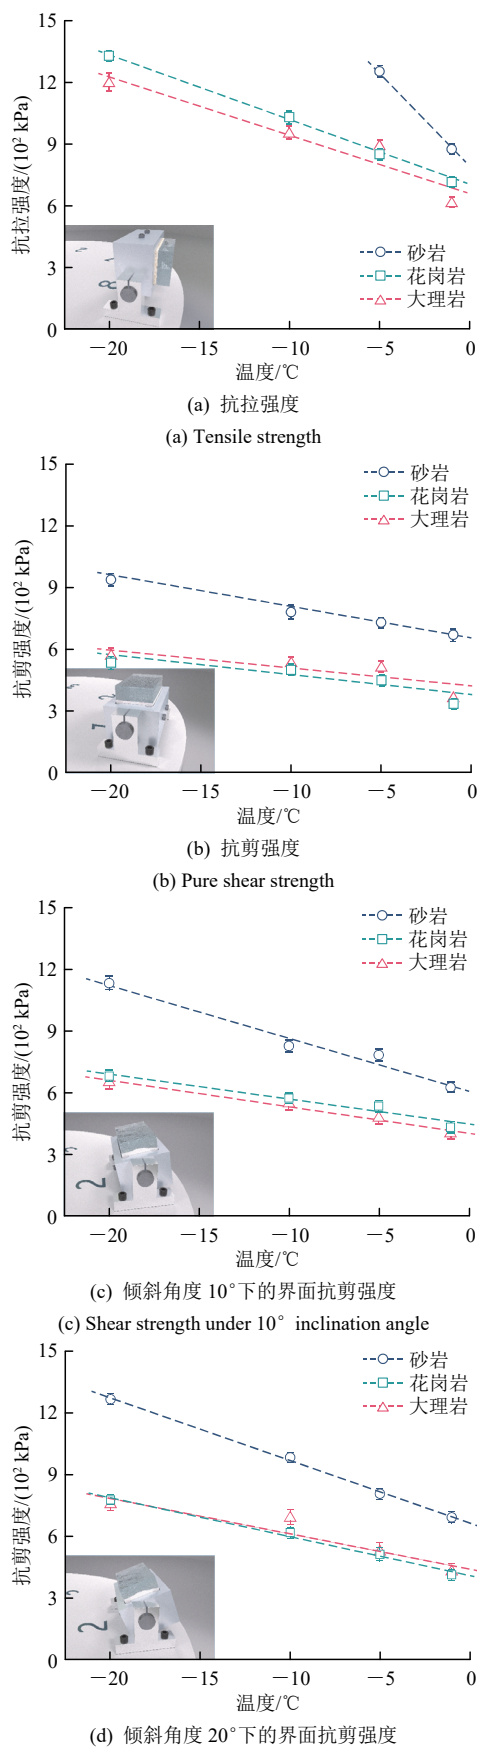 15
12
9
6
3
0
抗拉强度/(10² kPa)
砂岩
花岗岩
大理岩
8
−20 −15 −10 −5 0
温度/℃
(a) 抗拉强度
(a) Tensile strength
15
12
9
6
3
0
抗剪强度/(10² kPa)
砂岩
花岗岩
大理岩
−20 −15 −10 −5 0
温度/℃
(b) 抗剪强度
(b) Pure shear strength
15
12
9
6
3
0
抗剪强度/(10² kPa)
砂岩
花岗岩
大理岩
2
−20 −15 −10 −5 0
温度/℃
(c) 倾斜角度 10°下的界面抗剪强度
(c) Shear strength under 10° inclination angle
15
12
9
6
3
0
抗剪强度/(10² kPa)
砂岩
花岗岩
大理岩
2
−20 −15 −10 −5 0
温度/℃
(d) 倾斜角度 20°下的界面抗剪强度